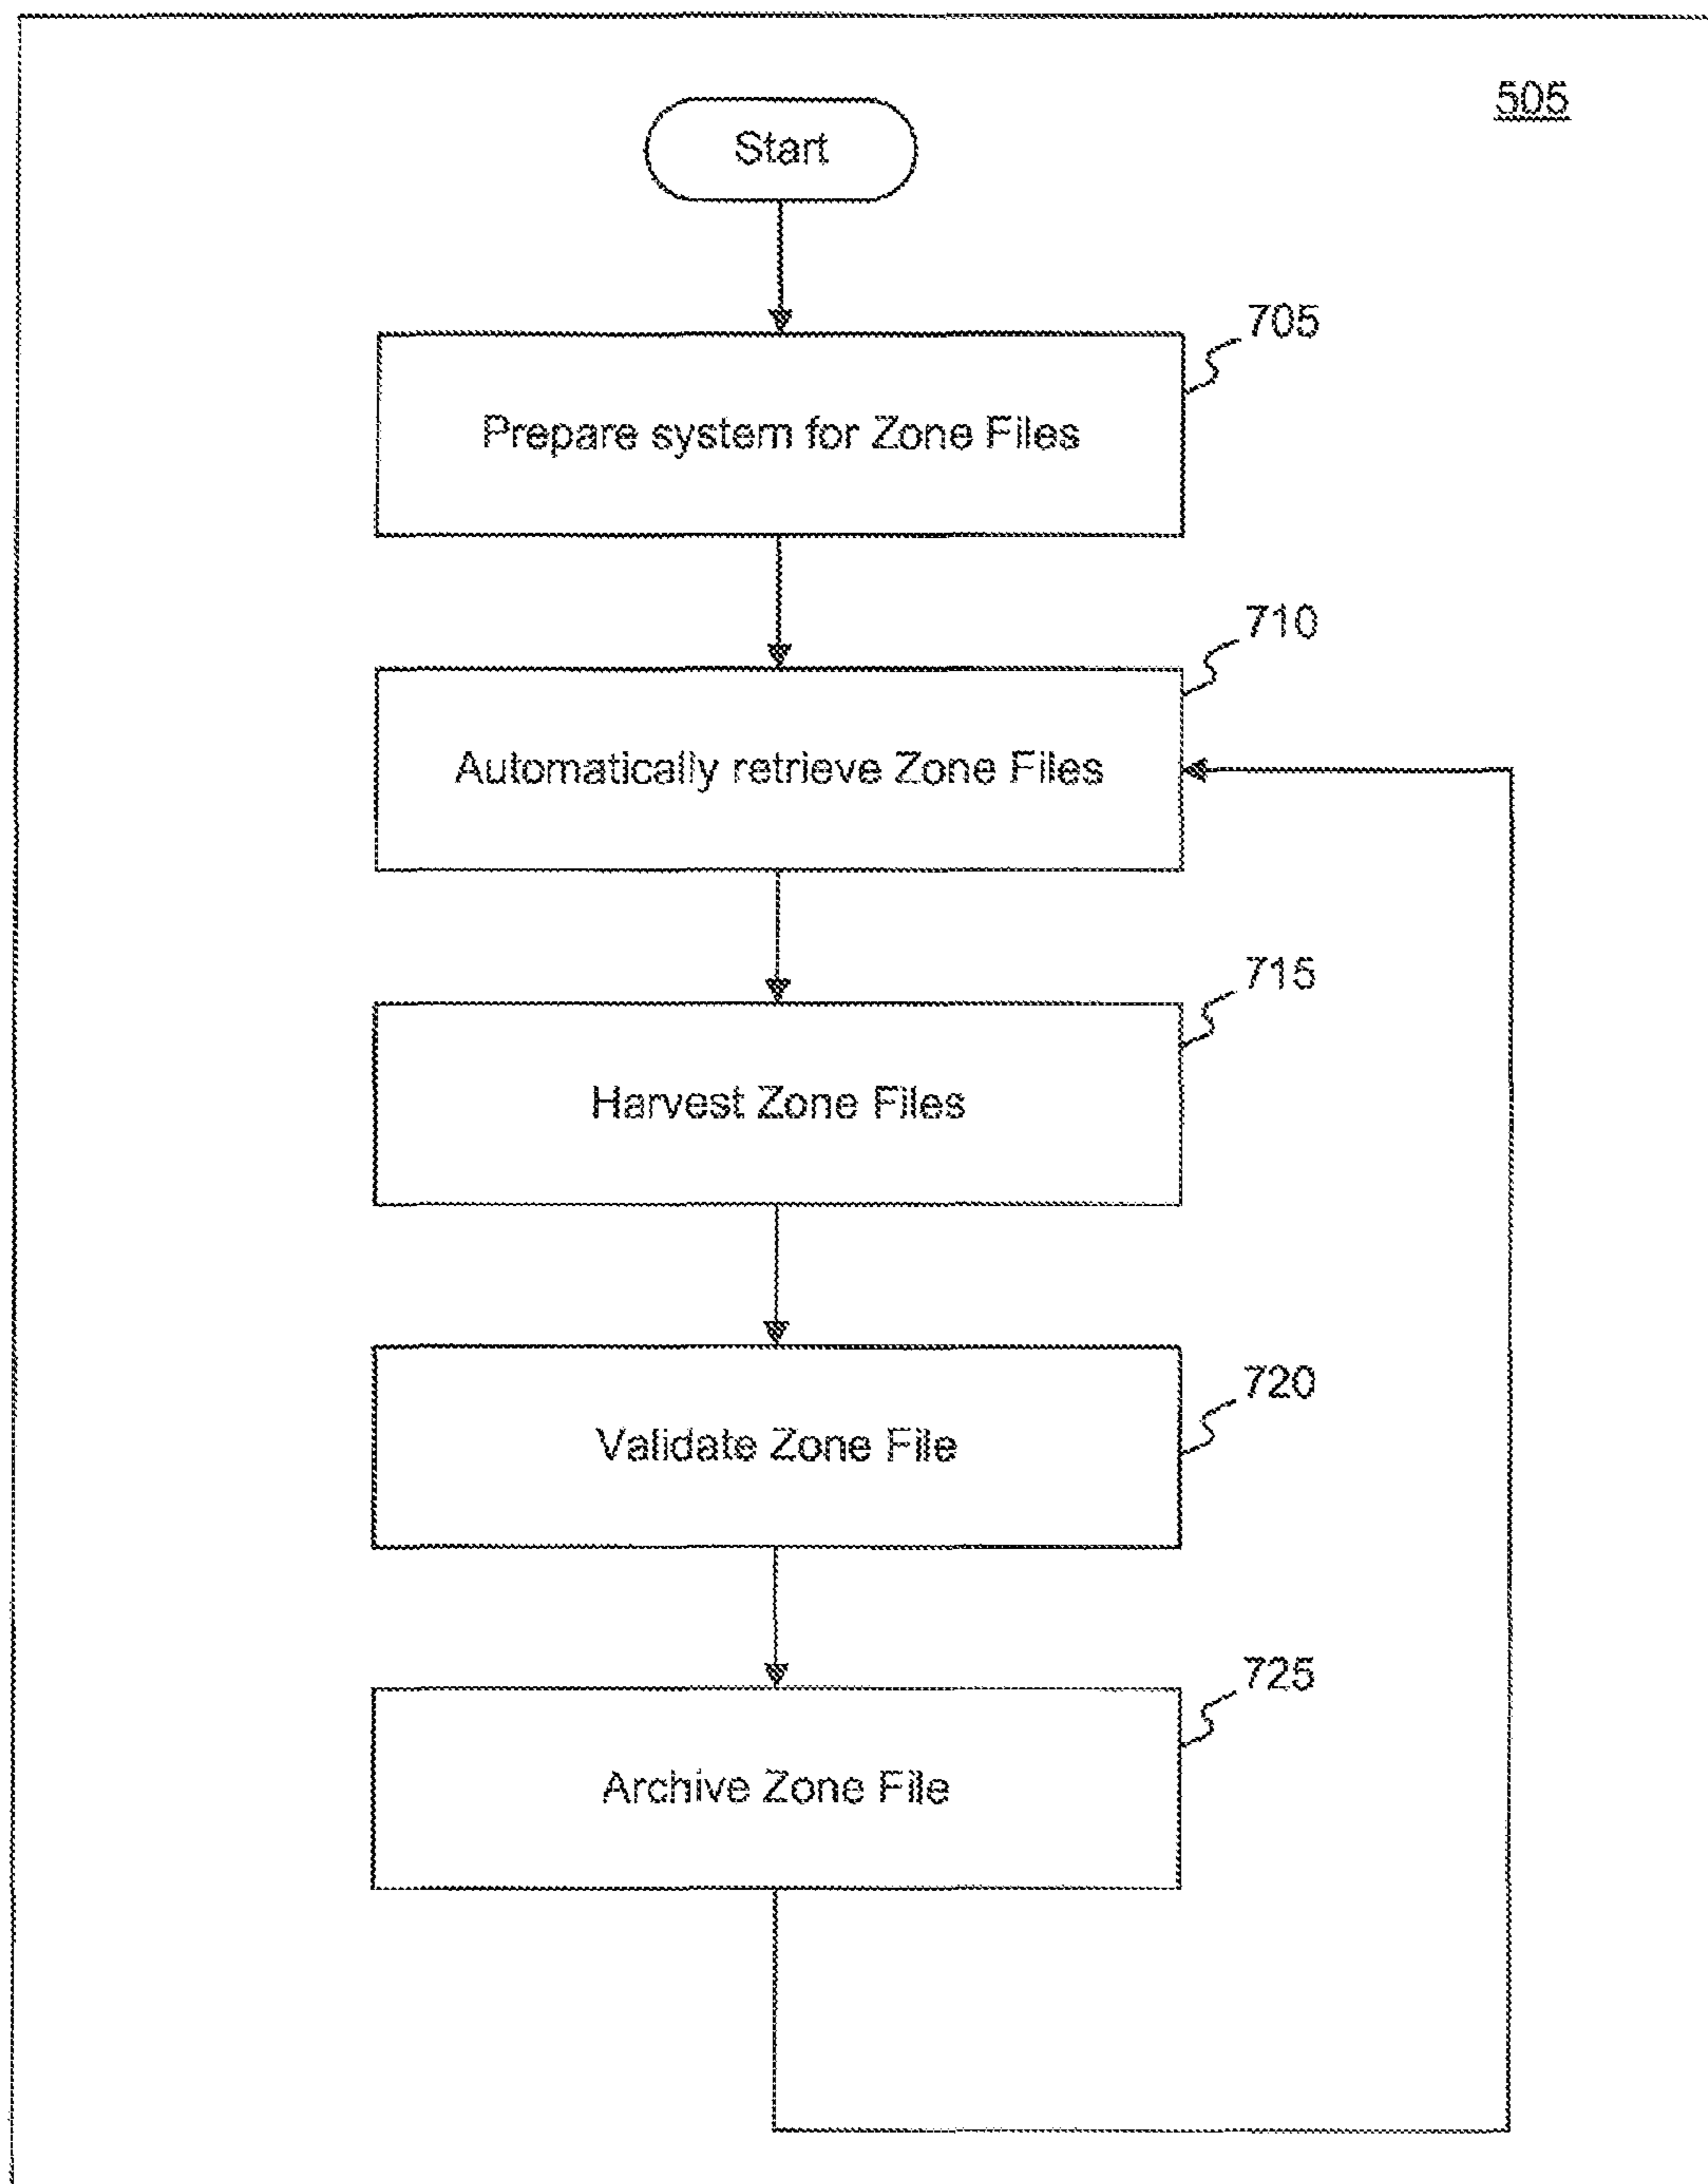 505
Start
705
Prepare system for Zone Files
710
Automatically retrieve Zone Files
715
Harvest Zone Files
720
Validate Zone File
725
Archive Zone File